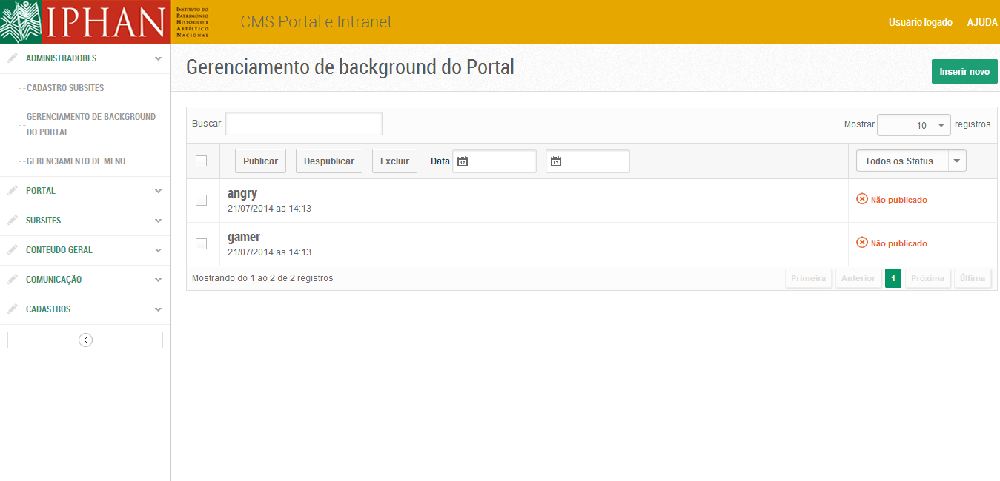 IPHAN
INSTITUTO DO
PATRIMÔNIO
HISTÓRICO E
ARTÍSTICO
NACIONAL
CMS Portal e Intranet
Usuário logado
AJUDA
ADMINISTRADORES
CADASTRO SUBSITES
GERENCIAMENTO DE BACKGROUND
DO PORTAL
GERENCIAMENTO DE MENU
PORTAL
SUBSITES
CONTEÚDO GERAL
COMUNICAÇÃO
CADASTROS
Gerenciamento de background do Portal
Inserir novo
Buscar:
Mostrar 10 registros
Publicar Despublicar Excluir Data 17 17 Todos os Status
angry
21/07/2014 as 14:13
Não publicado
gamer
21/07/2014 as 14:13
Não publicado
Mostrando do 1 ao 2 de 2 registros
Primeira Anterior 1 Próxima Última